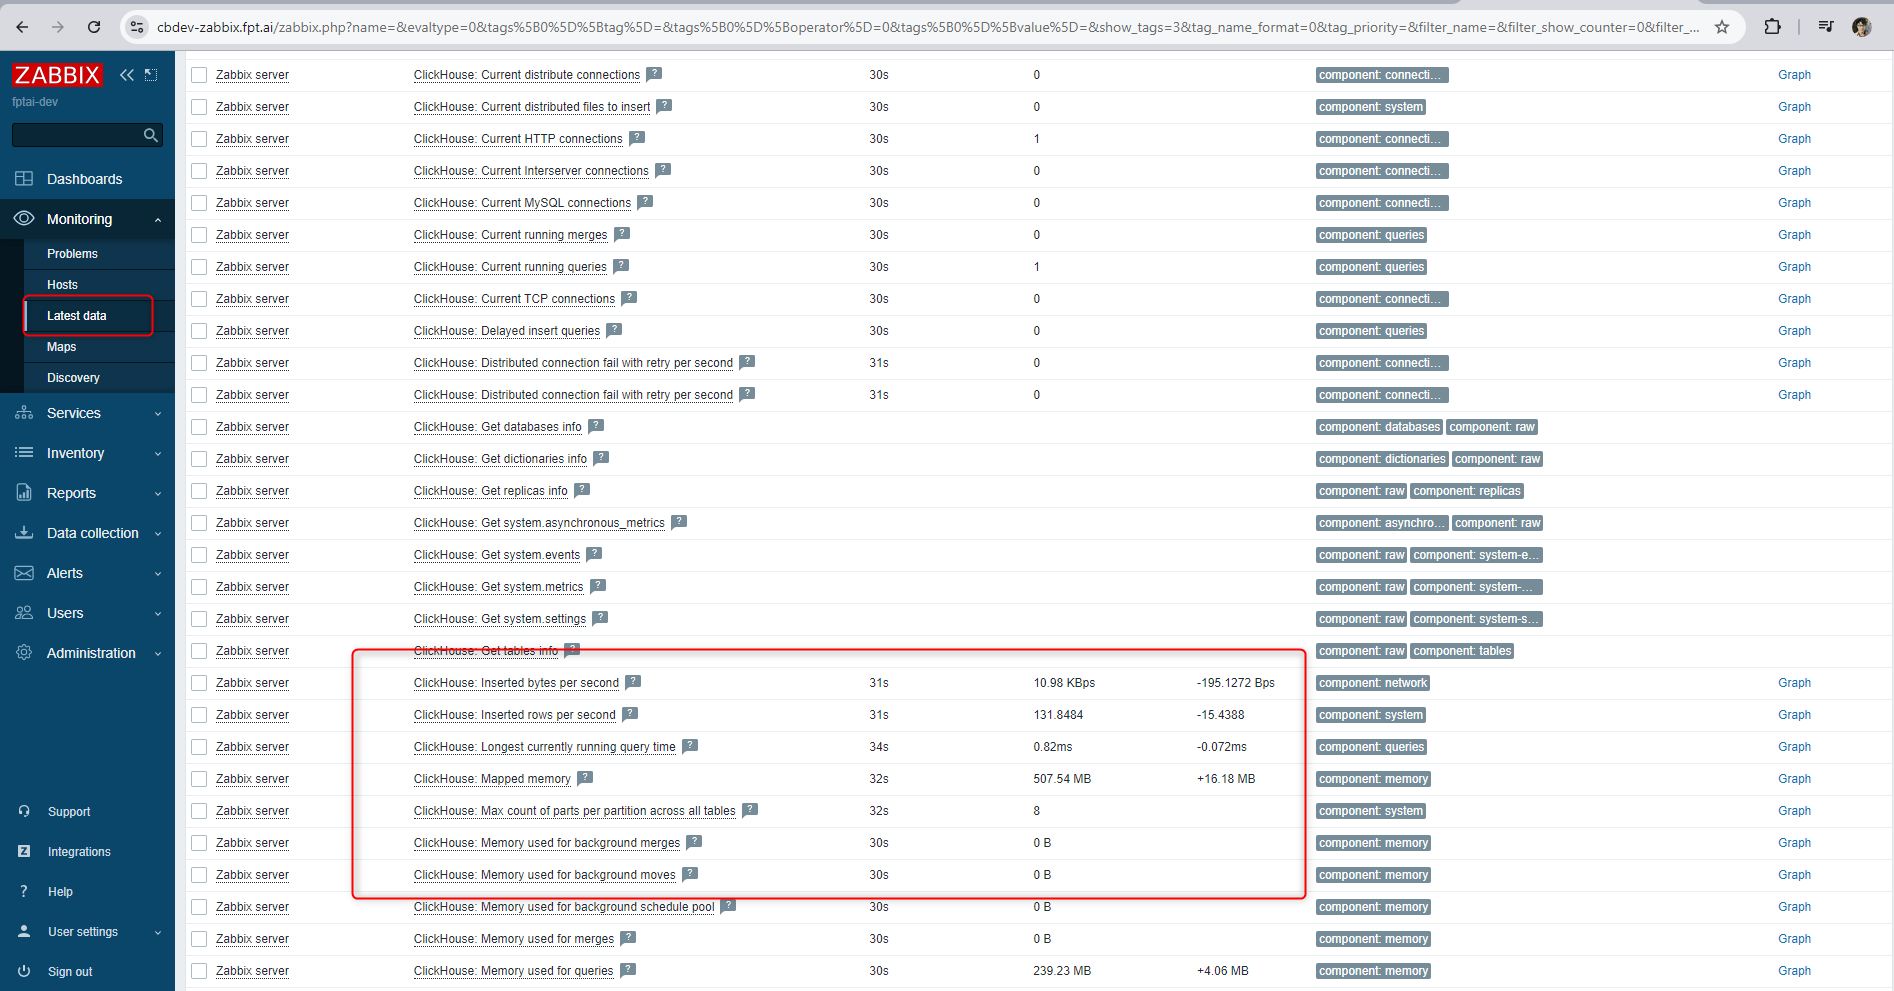 cbdev-zabbix.fpt.ai/zabbix.php?name=&evaltype=0&tags%5B0%5D%5Btag%5D=&tags%5B0%5D%5Boperator%5D=0&tags%5B0%5D%5Bvalue%5D=&show_tags=3&tag_name_format=0&tag_priority=&filter_name=&filter_show_counter=0&filter_...
ZABBIX
fptai-dev
Dashboards
Monitoring
Problems
Hosts
Latest data
Maps
Discovery
Services
Inventory
Reports
Data collection
Alerts
Users
Administration
Support
Integrations
Help
User settings
Sign out
Zabbix server ClickHouse: Current distribute connections ? 30s 0 component: connecti... Graph
Zabbix server ClickHouse: Current distributed files to insert ? 30s 0 component: system Graph
Zabbix server ClickHouse: Current HTTP connections ? 30s 1 component: connecti... Graph
Zabbix server ClickHouse: Current Interserver connections ? 30s 0 component: connecti... Graph
Zabbix server ClickHouse: Current MySQL connections ? 30s 0 component: connecti... Graph
Zabbix server ClickHouse: Current running merges ? 30s 0 component: queries Graph
Zabbix server ClickHouse: Current running queries ? 30s 1 component: queries Graph
Zabbix server ClickHouse: Current TCP connections ? 30s 0 component: connecti... Graph
Zabbix server ClickHouse: Delayed insert queries ? 30s 0 component: queries Graph
Zabbix server ClickHouse: Distributed connection fail with retry per second ? 31s 0 component: connecti... Graph
Zabbix server ClickHouse: Distributed connection fail with retry per second ? 31s 0 component: connecti... Graph
Zabbix server ClickHouse: Get databases info ? component: databases component: raw
Zabbix server ClickHouse: Get dictionaries info ? component: dictionaries component: raw
Zabbix server ClickHouse: Get replicas info ? component: raw component: replicas
Zabbix server ClickHouse: Get system.asynchronous_metrics ? component: asynchro... component: raw
Zabbix server ClickHouse: Get system.events ? component: raw component: system-e...
Zabbix server ClickHouse: Get system.metrics ? component: raw component: system-...
Zabbix server ClickHouse: Get system.settings ? component: raw component: system-s...
Zabbix server ClickHouse: Get tables info ? component: raw component: tables
Zabbix server ClickHouse: Inserted bytes per second ? 31s 10.98 KBps -195.1272 Bps component: network Graph
Zabbix server ClickHouse: Inserted rows per second ? 31s 131.8484 -15.4388 component: system Graph
Zabbix server ClickHouse: Longest currently running query time ? 34s 0.82ms -0.072ms component: queries Graph
Zabbix server ClickHouse: Mapped memory ? 32s 507.54 MB +16.18 MB component: memory Graph
Zabbix server ClickHouse: Max count of parts per partition across all tables ? 32s 8 component: system Graph
Zabbix server ClickHouse: Memory used for background merges ? 30s 0 B component: memory Graph
Zabbix server ClickHouse: Memory used for background moves ? 30s 0 B component: memory Graph
Zabbix server ClickHouse: Memory used for background schedule pool ? 30s 0 B component: memory Graph
Zabbix server ClickHouse: Memory used for merges ? 30s 0 B component: memory Graph
Zabbix server ClickHouse: Memory used for queries ? 30s 239.23 MB +4.06 MB component: memory Graph